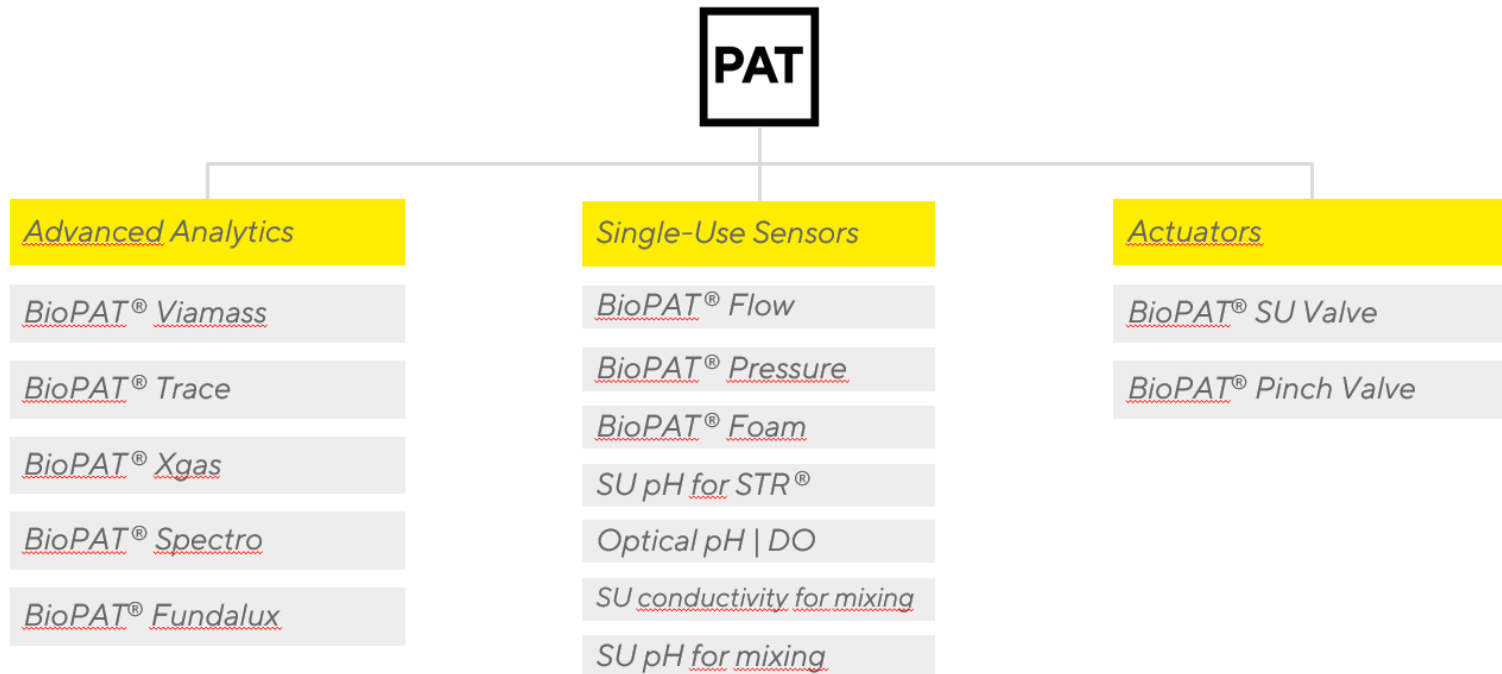 PAT
Advanced Analytics
BioPAT® Viamass
BioPAT® Trace
BioPAT® Xgas
BioPAT® Spectro
BioPAT® Fundalux
Single-Use Sensors
BioPAT® Flow
BioPAT® Pressure
BioPAT® Foam
SU pH for STR®
Optical pH | DO
SU conductivity for mixing
SU pH for mixing
Actuators
BioPAT® SU Valve
BioPAT® Pinch Valve